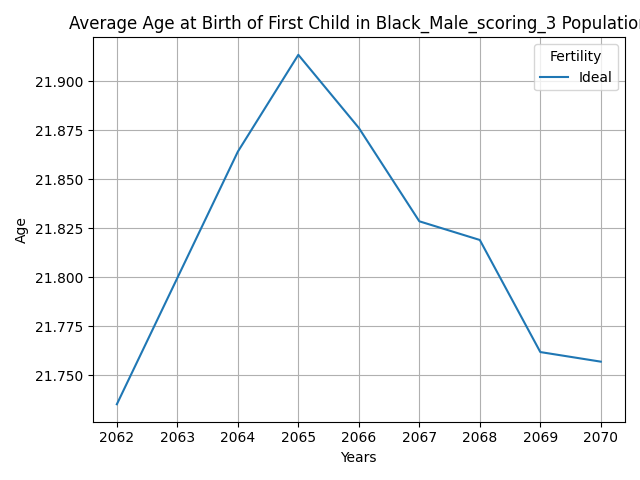 Average Age at Birth of First Child in Black_Male_scoring_3 Population
Fertility
Ideal
Age
21.900
21.875
21.850
21.825
21.800
21.775
21.750
2062 2063 2064 2065 2066 2067 2068 2069 2070
Years